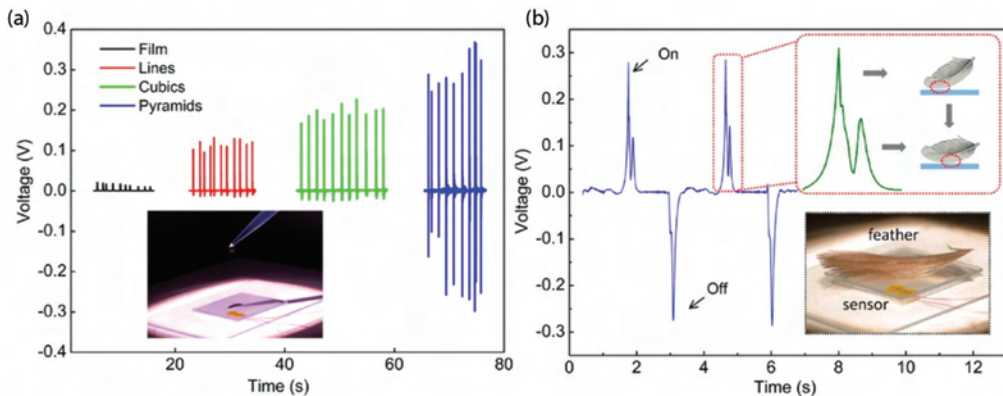 (a)
0.4
0.3
0.2
0.1
0.0
-0.1
-0.2
-0.3
0.4
Voltage (V)
Film
Lines
Cubics
Pyramids
20
40
60
80
Time (s)
(b)
0.3
0.2
0.1
0.0
-0.1
-0.2
-0.3
Voltage (V)
On
Off
feather
sensor
0
2
4
6
8
10
12
Time (s)